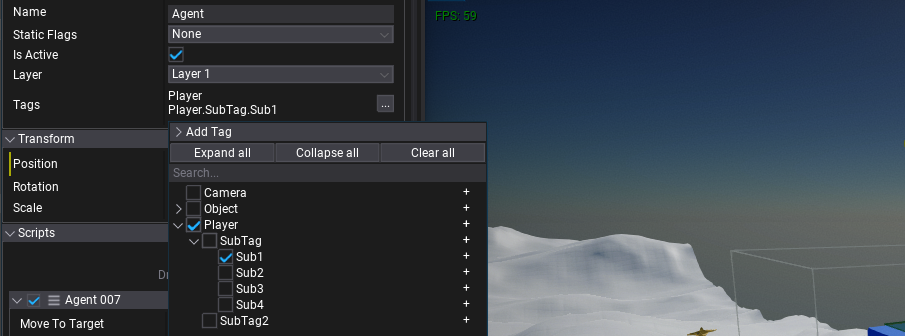 Name Agent
FPS: 59
Static Flags None
Is Active
Layer Layer 1
Tags Player
Player.SubTag.Sub1
...
Add Tag
Transform
Expand all Collapse all Clear all
Position
Search...
Rotation
Camera +
Scale
Object +
Player +
Scripts
SubTag +
Sub1 +
Sub2 +
Sub3 +
Agent 007
Sub4 +
Move To Target
SubTag2 +